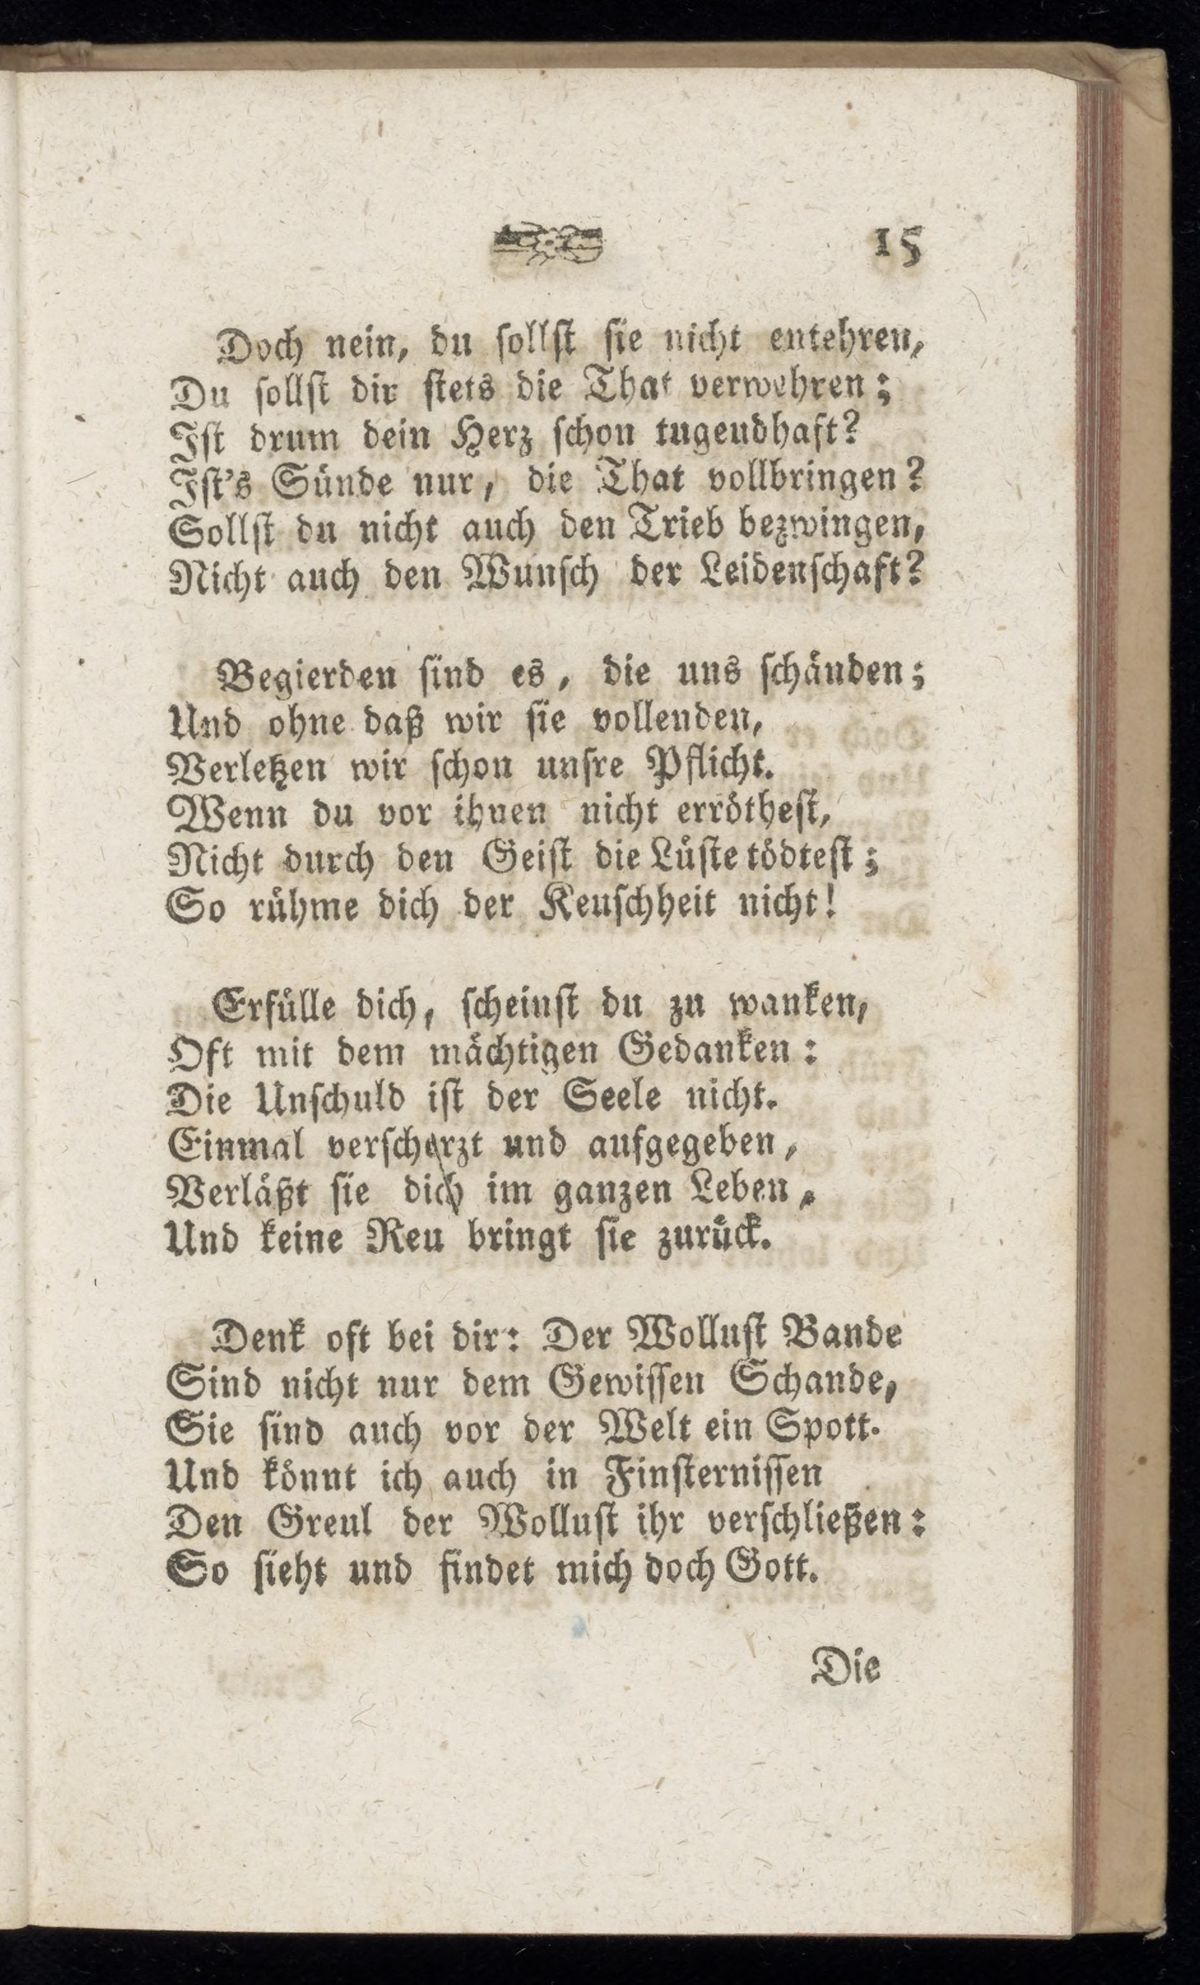 15
Doch nein, du sollst sie nicht entehren,
Du sollst dir stets die That verwehren;
Ist drum dein Herz schon tugendhaft?
Ist's Sünde nur, die That vollbringen?
Sollst du nicht auch den Trieb bezwingen,
Nicht auch den Wunsch der Leidenschaft?
Begierden sind es, die uns schänden;
Und ohne daß wir sie vollenden,
Verletzen wir schon unsre Pflicht.
Wenn du vor ihnen nicht erröthest,
Nicht durch den Geist die Lüste tödtest;
So rühme dich der Keuschheit nicht!
Erfülle dich, scheinst du zu wanken,
Oft mit dem mächtigen Gedanken:
Die Unschuld ist der Seele nicht.
Einmal verscherzt und aufgegeben,
Verläßt sie dich im ganzen Leben,
Und keine Reu bringt sie zurück.
Denk oft bei dir: Der Wollust Bande
Sind nicht nur dem Gewissen Schande,
Sie sind auch vor der Welt ein Spott.
Und könnt ich auch in Finsternissen
Den Greul der Wollust ihr verschließen:
So sieht und findet mich doch Gott.
Die